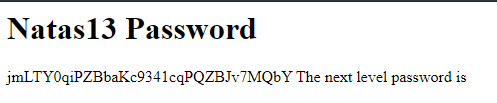 Natas13 Password
jmLTY0qiPZBbaKc9341cqPQZBJv7MQbY The next level password is